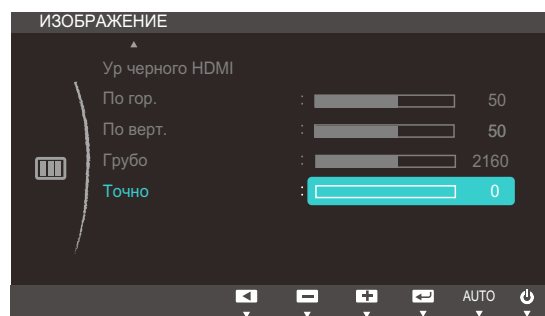 ИЗОБРАЖЕНИЕ
Ур черного HDMI
По гор. : 50
По верт. : 50
Грубо : 2160
Точно : 0
AUTO